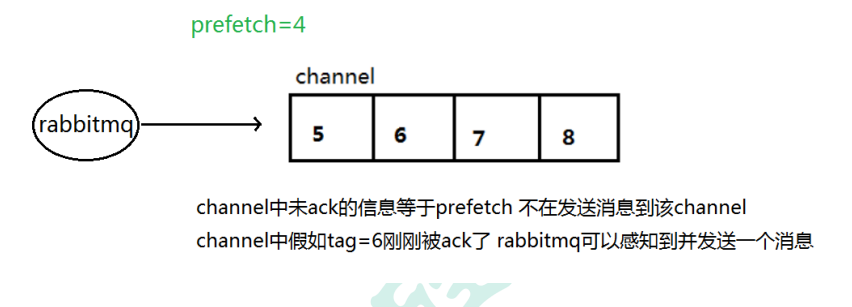 prefetch=4
channel
rabbitmq
5 6 7 8
channel中未ack的信息等于prefetch 不在发送消息到该channel
channel中假如tag=6刚刚被ack了 rabbitmq可以感知到并发送一个消息